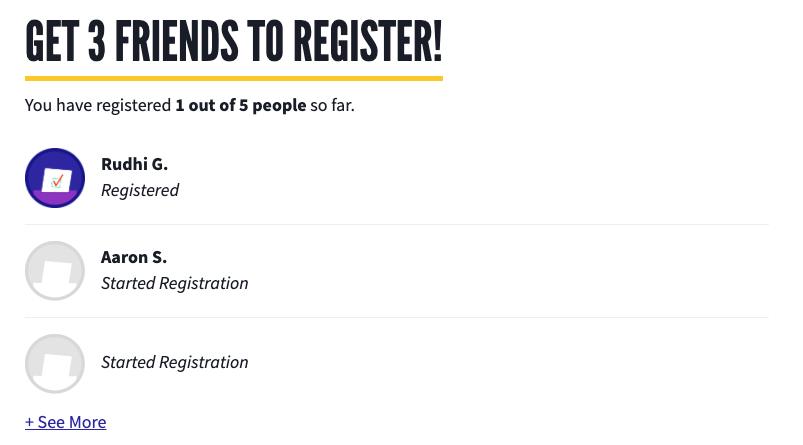 GET 3 FRIENDS TO REGISTER!
You have registered 1 out of 5 people so far.
Rudhi G.
Registered
Aaron S.
Started Registration
Started Registration
+ See More